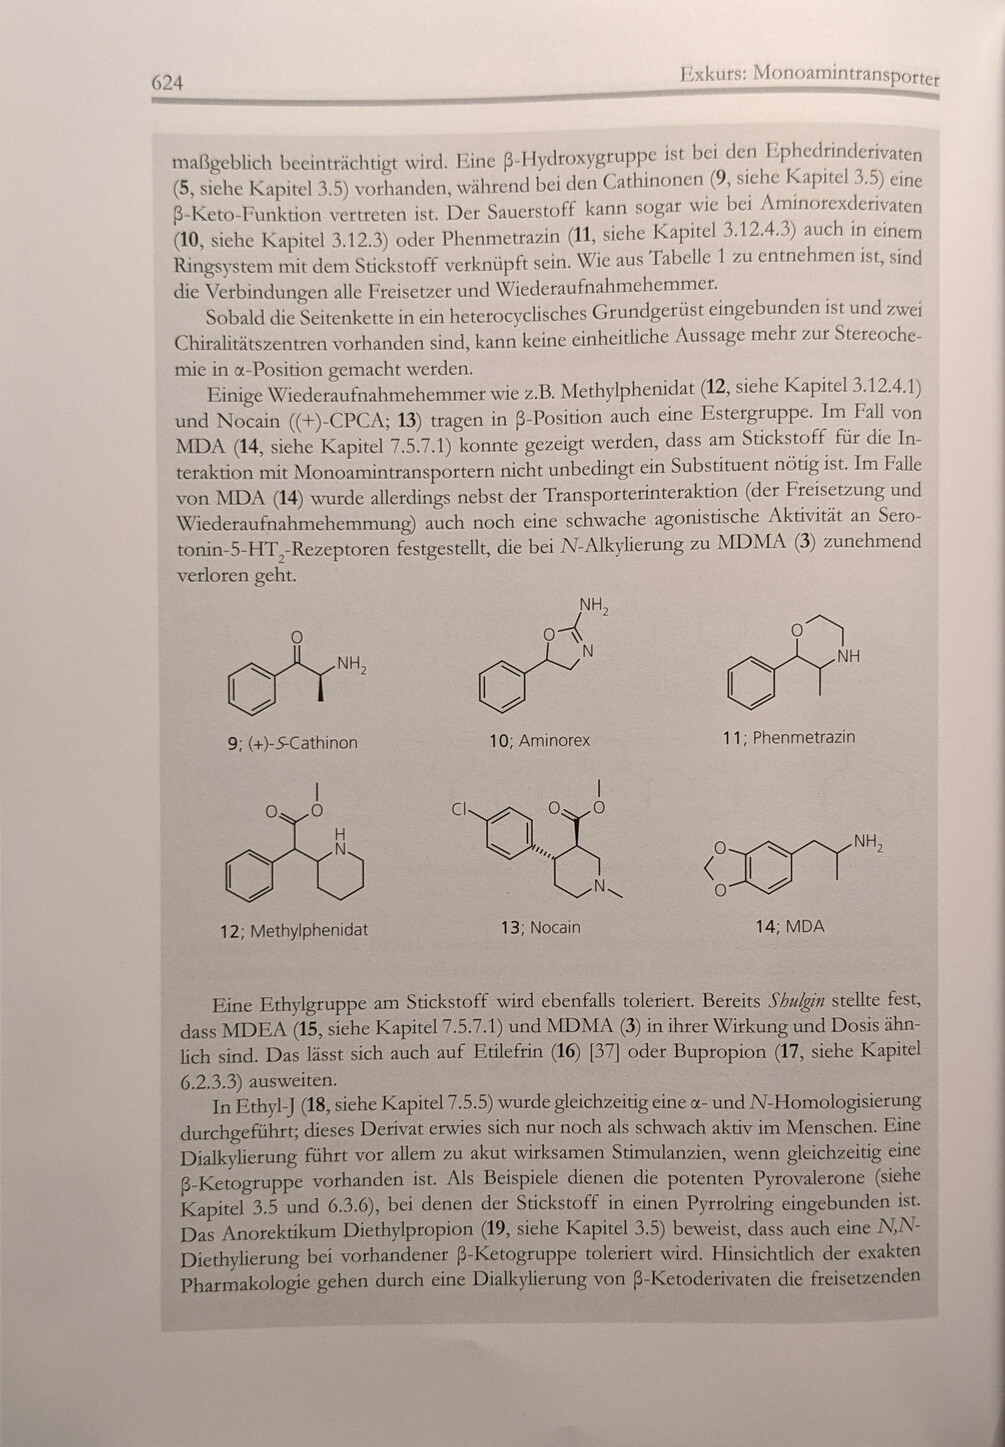 624
Exkurs: Monoamintransporter
maßgeblich beeinträchtigt wird. Eine β-Hydroxygruppe ist bei den Ephedrinderivaten
(5, siehe Kapitel 3.5) vorhanden, während bei den Cathinonen (9, siehe Kapitel 3.5) eine
β-Keto-Funktion vertreten ist. Der Sauerstoff kann sogar wie bei Aminorexderivaten
(10, siehe Kapitel 3.12.3) oder Phenmetrazin (11, siehe Kapitel 3.12.4.3) auch in einem
Ringsystem mit dem Stickstoff verknüpft sein. Wie aus Tabelle 1 zu entnehmen ist, sind
die Verbindungen alle Freisetzer und Wiederaufnahmehemmer.
Sobald die Seitenkette in ein heterocyclisches Grundgerüst eingebunden ist und zwei
Chiralitätszentren vorhanden sind, kann keine einheitliche Aussage mehr zur Stereoche-
mie in α-Position gemacht werden.
Einige Wiederaufnahmehemmer wie z.B. Methylphenidat (12, siehe Kapitel 3.12.4.1)
und Nocain ((+)-CPCA; 13) tragen in β-Position auch eine Estergruppe. Im Fall von
MDA (14, siehe Kapitel 7.5.7.1) konnte gezeigt werden, dass am Stickstoff für die In-
teraktion mit Monoamintransportern nicht unbedingt ein Substituent nötig ist. Im Falle
von MDA (14) wurde allerdings nebst der Transporterinteraktion (der Freisetzung und
Wiederaufnahmehemmung) auch noch eine schwache agonistische Aktivität an Sero-
tonin-5-HT₂-Rezeptoren festgestellt, die bei N-Alkylierung zu MDMA (3) zunehmend
verloren geht.
O
NH₂
9; (+)-S-Cathinon
NH₂
O
N
10; Aminorex
O
NH
11; Phenmetrazin
O
O
H
N
12; Methylphenidat
Cl
O
O
N
13; Nocain
O
O
NH₂
14; MDA
Eine Ethylgruppe am Stickstoff wird ebenfalls toleriert. Bereits Shulgin stellte fest,
dass MDEA (15, siehe Kapitel 7.5.7.1) und MDMA (3) in ihrer Wirkung und Dosis ähn-
lich sind. Das lässt sich auch auf Etilefrin (16) [37] oder Bupropion (17, siehe Kapitel
6.2.3.3) ausweiten.
In Ethyl-J (18, siehe Kapitel 7.5.5) wurde gleichzeitig eine α- und N-Homologisierung
durchgeführt; dieses Derivat erwies sich nur noch als schwach aktiv im Menschen. Eine
Dialkylierung führt vor allem zu akut wirksamen Stimulanzien, wenn gleichzeitig eine
β-Ketogruppe vorhanden ist. Als Beispiele dienen die potenten Pyrovalerone (siehe
Kapitel 3.5 und 6.3.6), bei denen der Stickstoff in einen Pyrrolring eingebunden ist.
Das Anorektikum Diethylpropion (19, siehe Kapitel 3.5) beweist, dass auch eine N,N-
Diethylierung bei vorhandener β-Ketogruppe toleriert wird. Hinsichtlich der exakten
Pharmakologie gehen durch eine Dialkylierung von β-Ketoderivaten die freisetzenden